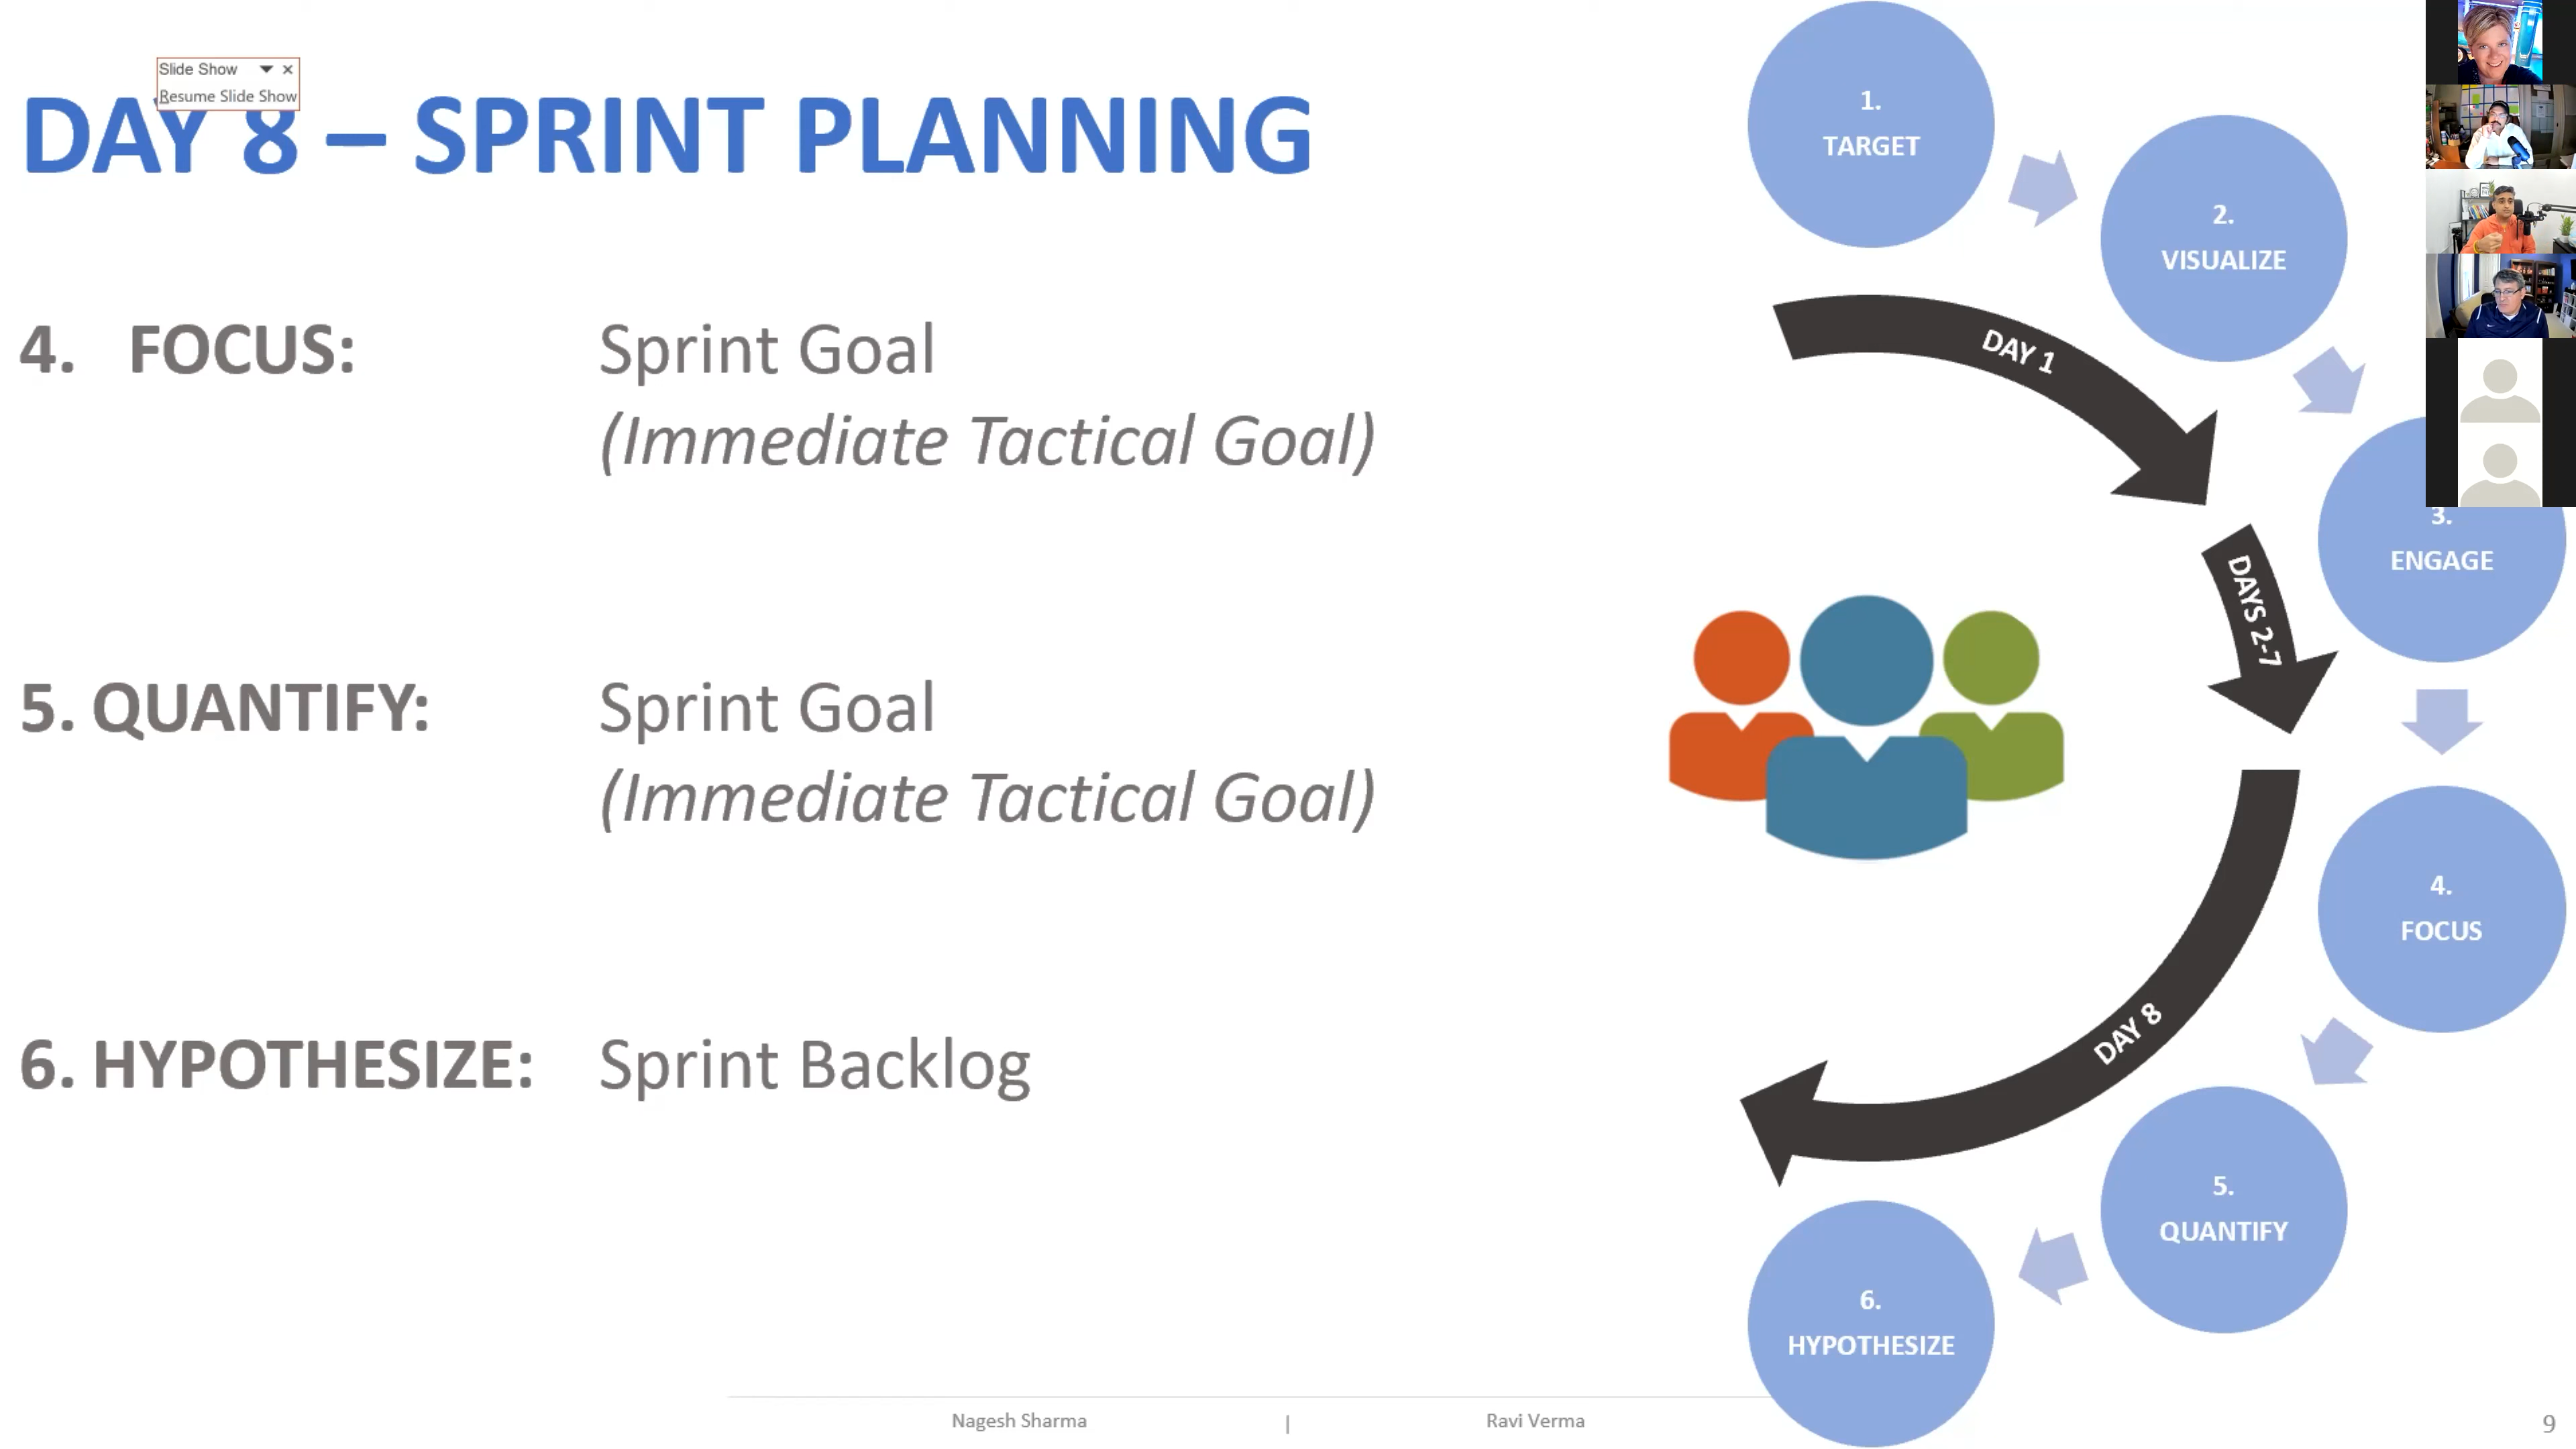 Slide Show
Resume Slide Show
DAY 8 – SPRINT PLANNING
4. FOCUS: Sprint Goal
(Immediate Tactical Goal)
5. QUANTIFY: Sprint Goal
(Immediate Tactical Goal)
6. HYPOTHESIZE: Sprint Backlog
1.
TARGET
2.
VISUALIZE
3.
ENGAGE
4.
FOCUS
5.
QUANTIFY
6.
HYPOTHESIZE
DAY 1
DAYS 2-7
DAY 8
Nagesh Sharma | Ravi Verma
9